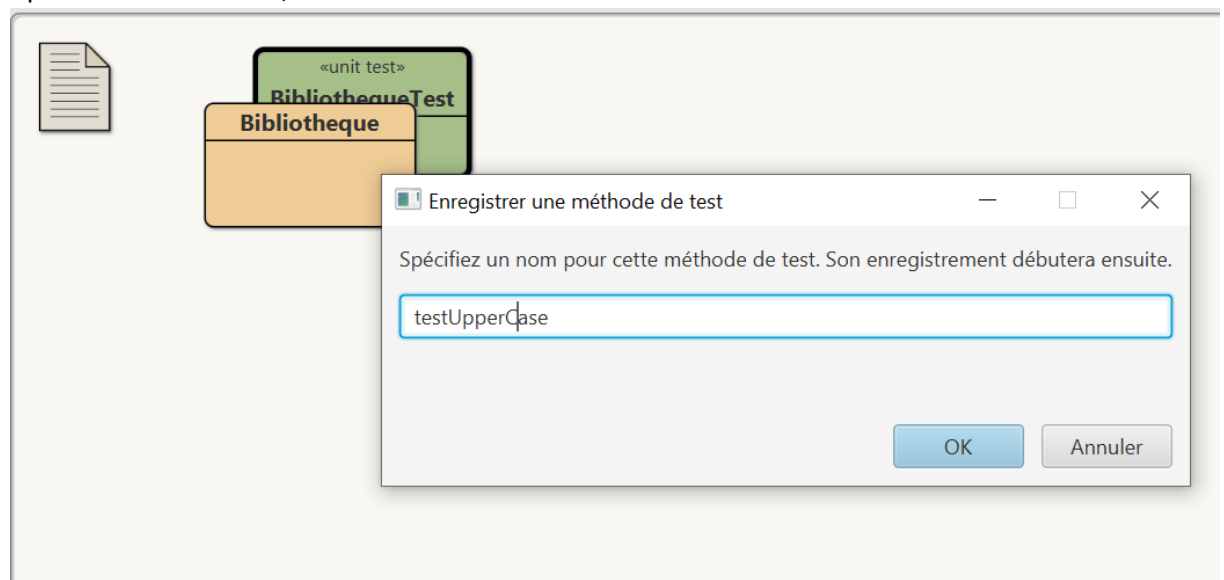 «unit test»
BibliothequeTest
Bibliotheque
Enregistrer une méthode de test
Spécifiez un nom pour cette méthode de test. Son enregistrement débutera ensuite.
testUpperCase
OK
Annuler